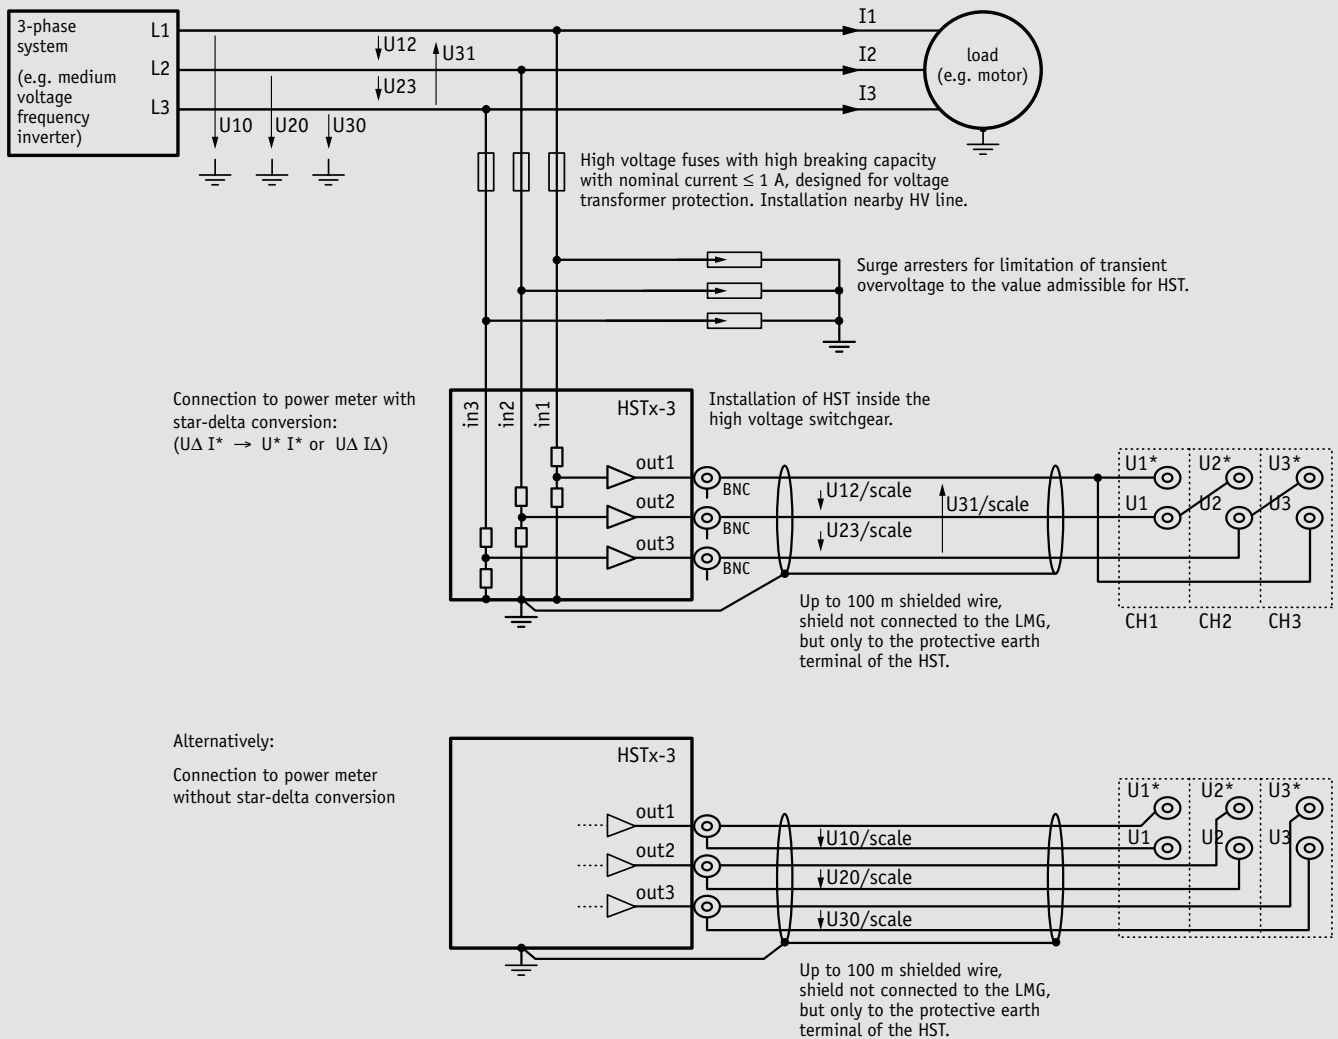 3-phase
system
(e.g. medium
voltage
frequency
inverter)
L1
L2
L3
U12
U31
U23
U10
U20
U30
I1
I2
I3
load
(e.g. motor)
High voltage fuses with high breaking capacity
with nominal current ≤ 1 A, designed for voltage
transformer protection. Installation nearby HV line.
Surge arresters for limitation of transient
overvoltage to the value admissible for HST.
Connection to power meter with
star-delta conversion:
(UΔ I* → U* I* or UΔ IΔ)
in3
in2
in1
HSTx-3
Installation of HST inside the
high voltage switchgear.
out1
out2
out3
BNC
BNC
BNC
U12/scale
U31/scale
U23/scale
U1*
U2*
U3*
U1
U2
U3
CH1
CH2
CH3
Up to 100 m shielded wire,
shield not connected to the LMG,
but only to the protective earth
terminal of the HST.
Alternatively:
Connection to power meter
without star-delta conversion
HSTx-3
out1
out2
out3
U10/scale
U20/scale
U30/scale
U1*
U2*
U3*
U1
U2
U3
Up to 100 m shielded wire,
shield not connected to the LMG,
but only to the protective earth
terminal of the HST.